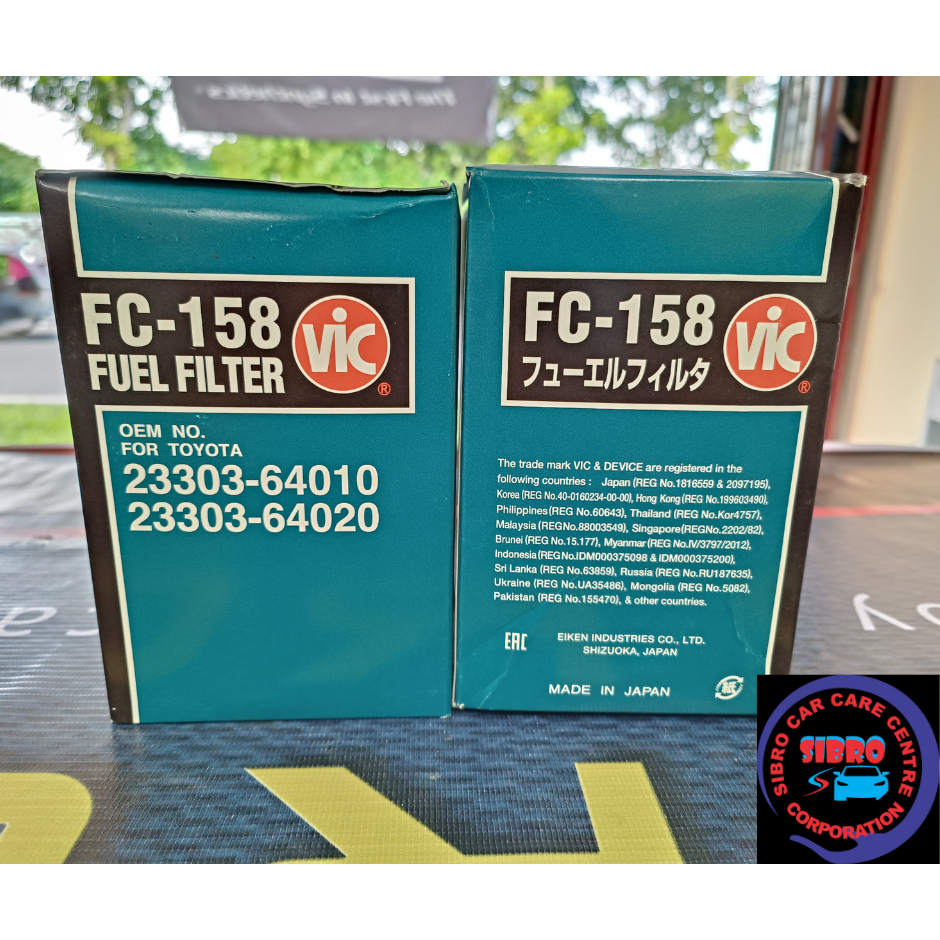 The First In Synthetics
FC-158
FUEL FILTER
VIC
®
OEM NO.
FOR TOYOTA
23303-64010
23303-64020
FC-158
フューエルフィルタ
VIC
®
The trade mark VIC & DEVICE are registered in the
following countries : Japan (REG No.1816559 & 2097195),
Korea (REG No.40-0160234-00-00), Hong Kong (REG No.199603490),
Philippines (REG No.60643), Thailand (REG No.Kor4757),
Malaysia (REGNo.88003549), Singapore (REGNo.2202/82),
Brunei (REG No.15.177), Myanmar (REG No.IV/3797/2012),
Indonesia (REG No.IDM000375098 & IDM000375200),
Sri Lanka (REG No.63859), Russia (REG No.RU187635),
Ukraine (REG No.UA35486), Mongolia (REG No.5082),
Pakistan (REG No.155470), & other countries.
EAC
EIKEN INDUSTRIES CO., LTD.
SHIZUOKA, JAPAN
MADE IN JAPAN
SIBRO CAR CARE CENTRE
SIBRO
CORPORATION